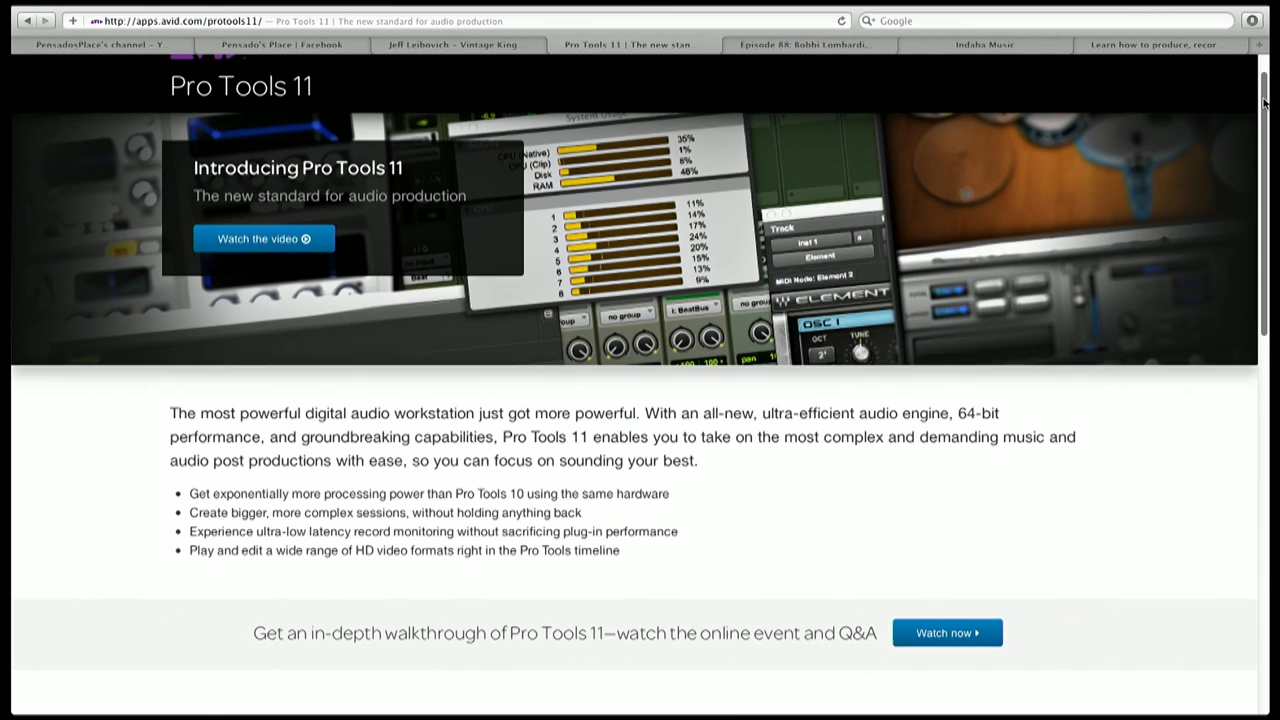 http://apps.avid.com/protools11/ — Pro Tools 11 | The new standard for audio production
Google
PensadosPlace's channel – Y
Pensado's Place | Facebook
Jeff Leibovich – Vintage King
Pro Tools 11 | The new stan...
Episode 88: Bobbi Lombardi,...
Indaba Music
Learn how to produce, recor...
Pro Tools 11
Introducing Pro Tools 11
The new standard for audio production
Watch the video
System Usage
CPU (Native) 35%
CPU (Clip) 1%
Disk 6%
RAM 48%
1 11%
2 14%
3 17%
4 24%
5 20%
6 15%
7 13%
8 9%
no group
BeatBus
no grou
pan
Track
Inst 1 a
Element
MIDI Node: Element 2
ELEMENT
OSC 1
OCT TUNE
2'
The most powerful digital audio workstation just got more powerful. With an all-new, ultra-efficient audio engine, 64-bit
performance, and groundbreaking capabilities, Pro Tools 11 enables you to take on the most complex and demanding music and
audio post productions with ease, so you can focus on sounding your best.
• Get exponentially more processing power than Pro Tools 10 using the same hardware
• Create bigger, more complex sessions, without holding anything back
• Experience ultra-low latency record monitoring without sacrificing plug-in performance
• Play and edit a wide range of HD video formats right in the Pro Tools timeline
Get an in-depth walkthrough of Pro Tools 11—watch the online event and Q&A
Watch now